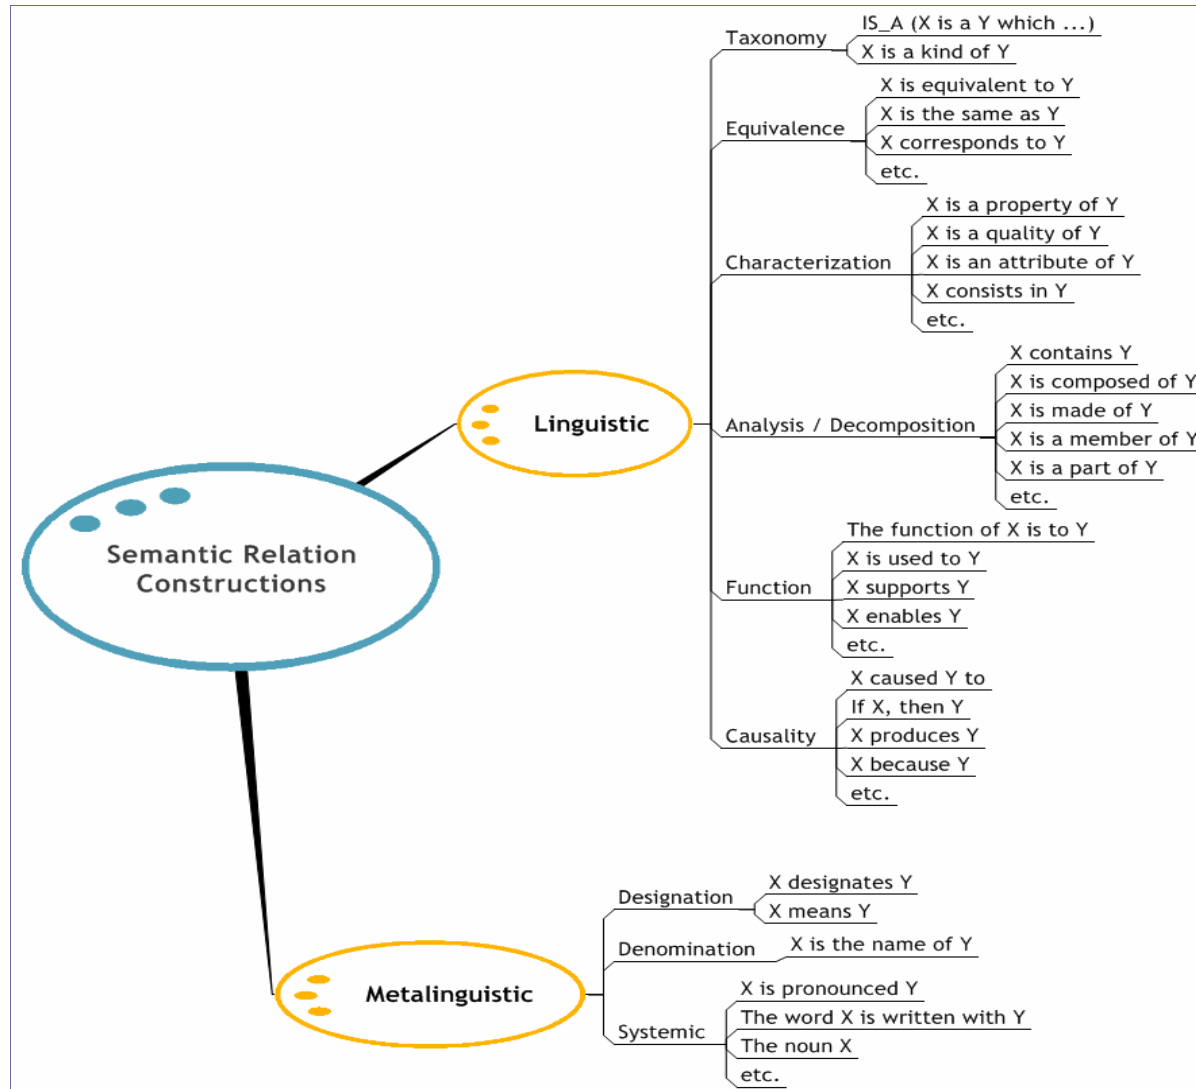 Semantic Relation
Constructions
Linguistic
Taxonomy
IS_A (X is a Y which ...)
X is a kind of Y
Equivalence
X is equivalent to Y
X is the same as Y
X corresponds to Y
etc.
Characterization
X is a property of Y
X is a quality of Y
X is an attribute of Y
X consists in Y
etc.
Analysis / Decomposition
X contains Y
X is composed of Y
X is made of Y
X is a member of Y
X is a part of Y
etc.
Function
The function of X is to Y
X is used to Y
X supports Y
X enables Y
etc.
Causality
X caused Y to
If X, then Y
X produces Y
X because Y
etc.
Metalinguistic
Designation
X designates Y
X means Y
Denomination
X is the name of Y
Systemic
X is pronounced Y
The word X is written with Y
The noun X
etc.